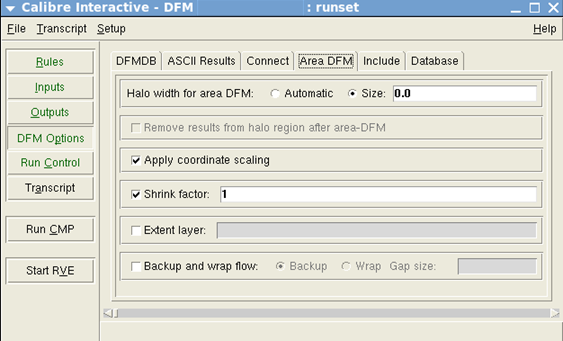 Calibre Interactive - DFM : runset
File Transcript Setup Help
Rules
Inputs
Outputs
DFM Options
Run Control
Transcript
Run CMP
Start RVE
DFMDB ASCII Results Connect Area DFM Include Database
Halo width for area DFM: Automatic Size: 0.0
Remove results from halo region after area-DFM
Apply coordinate scaling
Shrink factor: 1
Extent layer:
Backup and wrap flow: Backup Wrap Gap size: